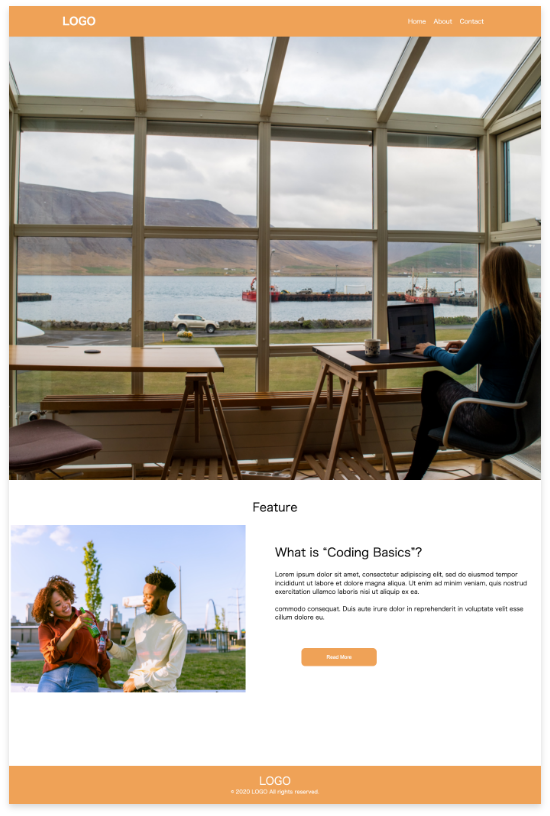 LOGO
Home About Contact
Feature
What is “Coding Basics”?
Lorem ipsum dolor sit amet, consectetur adipiscing elit, sed do eiusmod tempor
incididunt ut labore et dolore magna aliqua. Ut enim ad minim veniam, quis nostrud
exercitation ullamco laboris nisi ut aliquip ex ea.
commodo consequat. Duis aute irure dolor in reprehenderit in voluptate velit esse
cillum dolore eu.
Read More
LOGO
© 2020 LOGO All rights reserved.